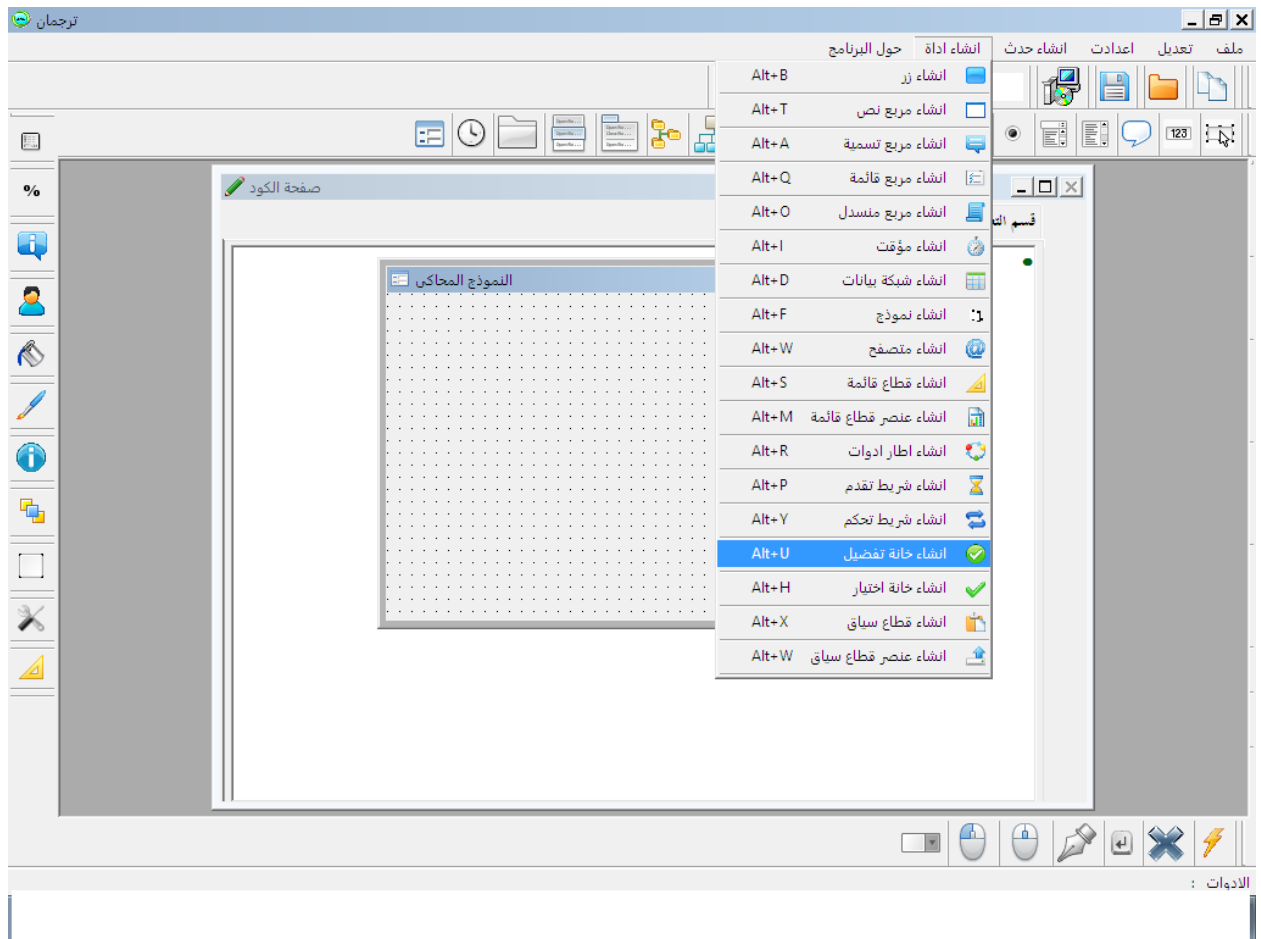 ترجمان
ملف تعديل اعدادت انشاء حدث انشاء اداة حول البرنامج
انشاء زر Alt+B
انشاء مربع نص Alt+T
انشاء مربع تسمية Alt+A
انشاء مربع قائمة Alt+Q
انشاء مربع منسدل Alt+O
انشاء مؤقت Alt+I
انشاء شبكة بيانات Alt+D
انشاء نموذج Alt+F
انشاء متصفح Alt+W
انشاء قطاع قائمة Alt+S
انشاء عنصر قطاع قائمة Alt+M
انشاء اطار ادوات Alt+R
انشاء شريط تقدم Alt+P
انشاء شريط تحكم Alt+Y
انشاء خانة تفضيل Alt+U
انشاء خانة اختيار Alt+H
انشاء قطاع سياق Alt+X
انشاء عنصر قطاع سياق Alt+W
123
%
صفحة الكود
قسم
النموذج المحاكى
الادوات :